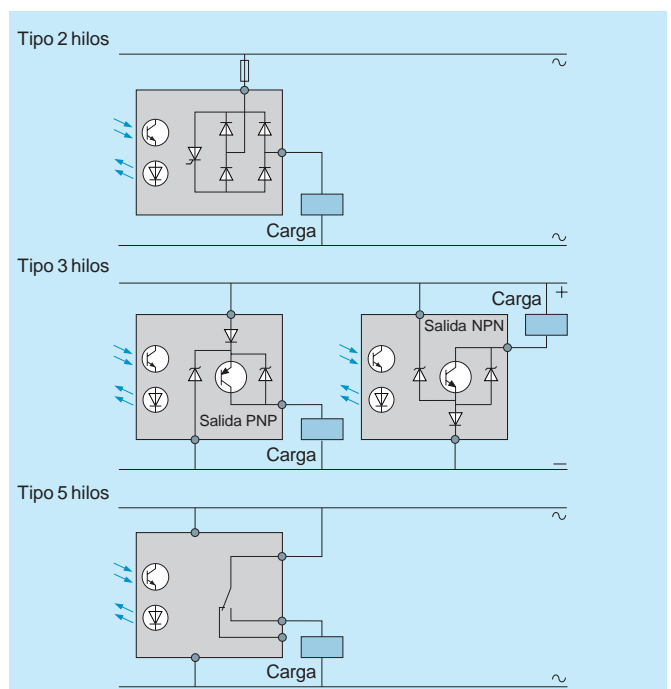 Tipo 2 hilos
~
Carga
~
Tipo 3 hilos
Carga +
Salida NPN
Salida PNP
Carga
–
Tipo 5 hilos
~
Carga
~